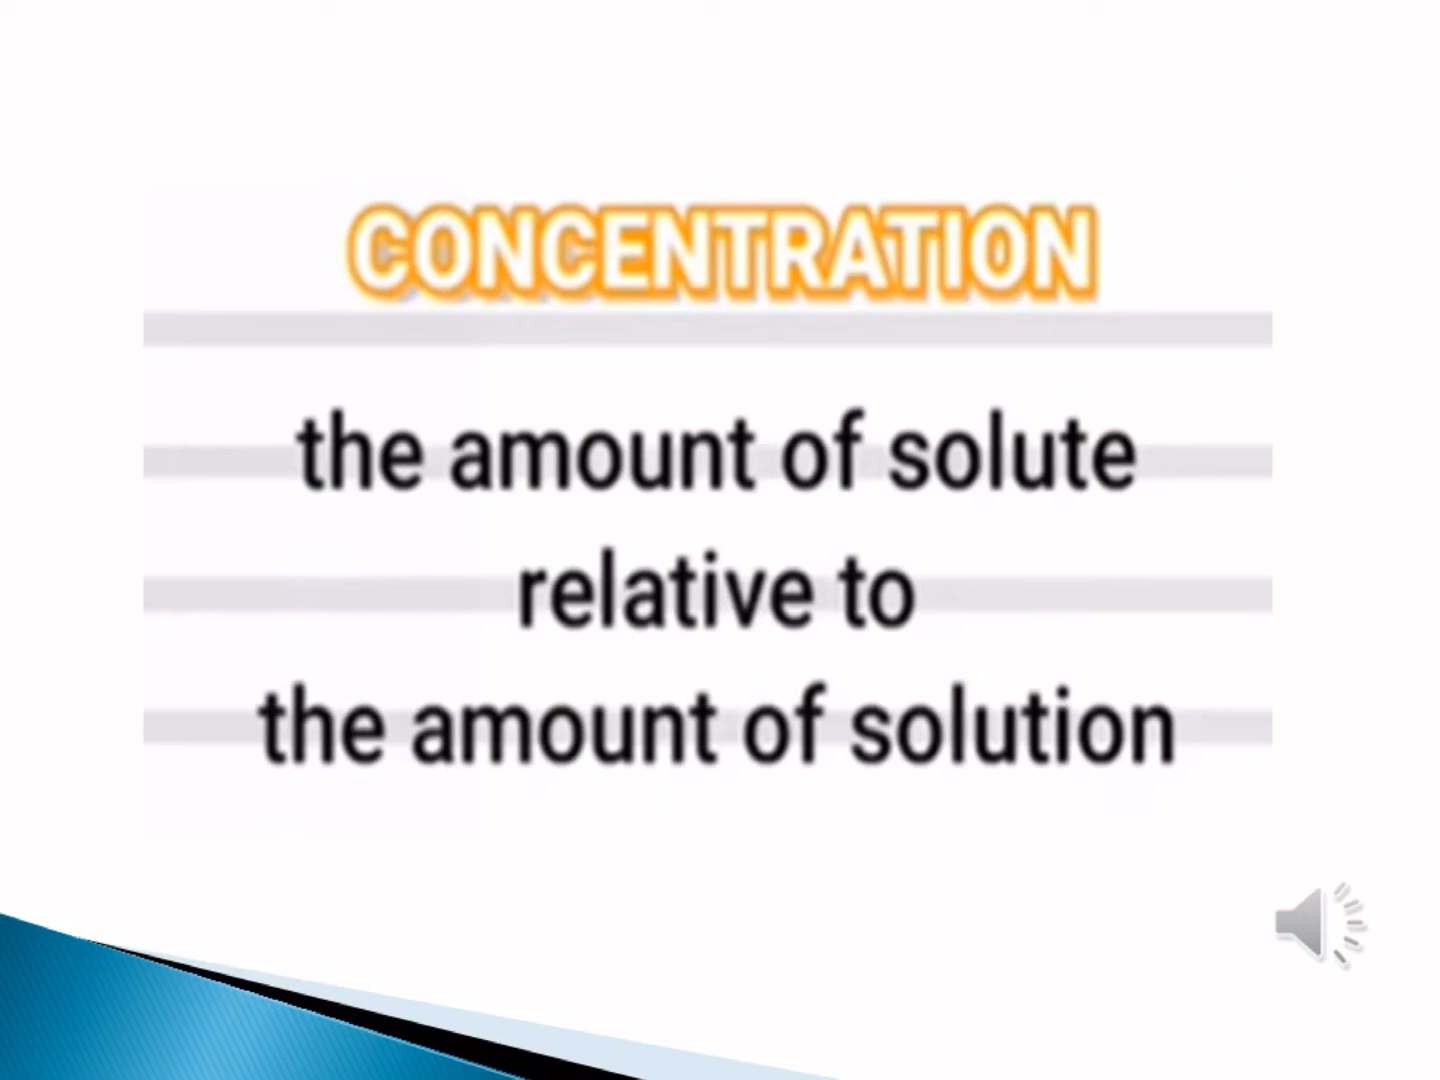 CONCENTRATION
the amount of solute
relative to
the amount of solution